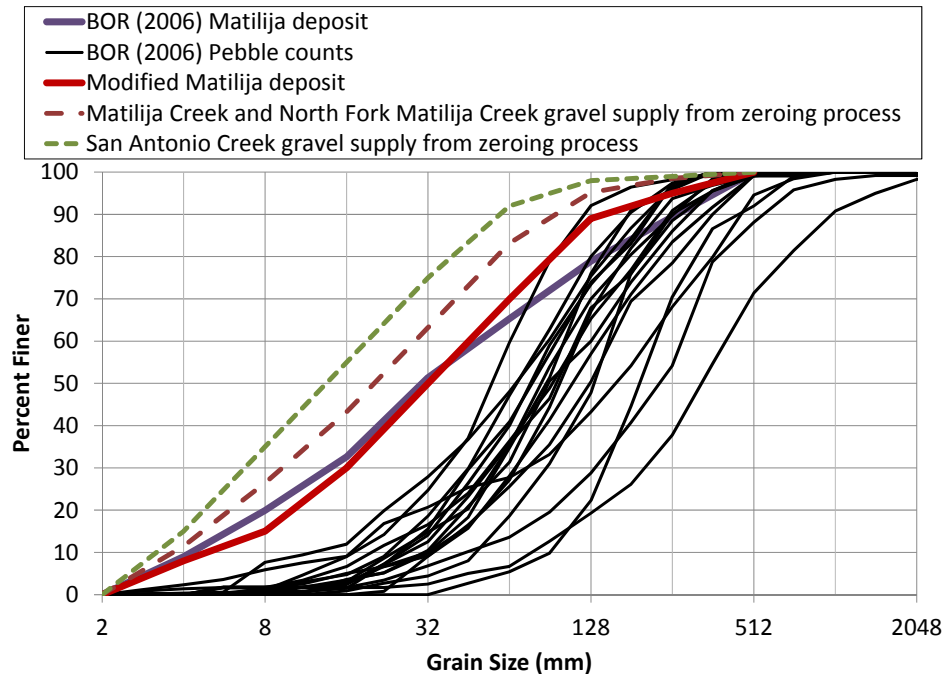 BOR (2006) Matilija deposit
BOR (2006) Pebble counts
Modified Matilija deposit
Matilija Creek and North Fork Matilija Creek gravel supply from zeroing process
San Antonio Creek gravel supply from zeroing process
100
90
80
70
60
50
40
30
20
10
0
Percent Finer
2 8 32 128 512 2048
Grain Size (mm)